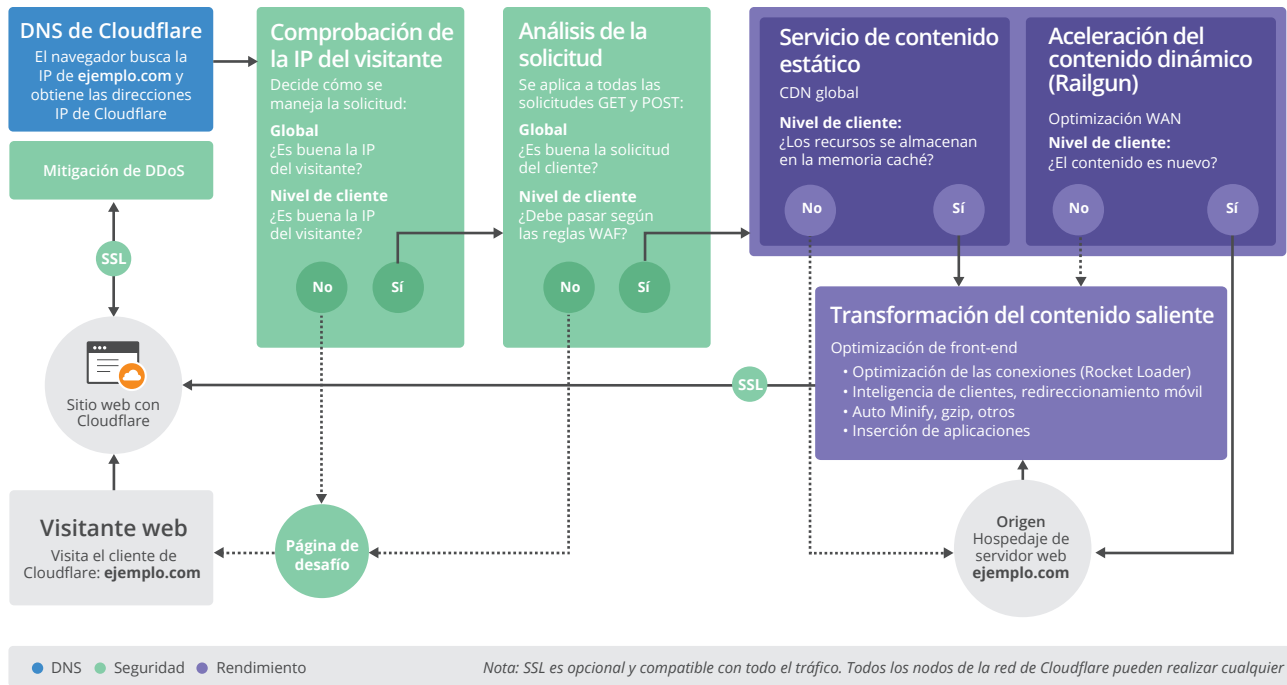 DNS de Cloudflare
El navegador busca la
IP de ejemplo.com y
obtiene las direcciones
IP de Cloudflare
Mitigación de DDoS
SSL
Sitio web con
Cloudflare
Visitante web
Visita el cliente de
Cloudflare: ejemplo.com
Comprobación de
la IP del visitante
Decide cómo se
maneja la solicitud:
Global
¿Es buena la IP
del visitante?
Nivel de cliente
¿Es buena la IP
del visitante?
No
Sí
Página de
desafío
Análisis de la
solicitud
Se aplica a todas las
solicitudes GET y POST:
Global
¿Es buena la solicitud
del cliente?
Nivel de cliente
¿Debe pasar según
las reglas WAF?
No
Sí
Servicio de contenido
estático
CDN global
Nivel de cliente:
¿Los recursos se almacenan
en la memoria caché?
No
Sí
Aceleración del
contenido dinámico
(Railgun)
Optimización WAN
Nivel de cliente:
¿El contenido es nuevo?
No
Sí
Transformación del contenido saliente
Optimización de front-end
• Optimización de las conexiones (Rocket Loader)
• Inteligencia de clientes, redireccionamiento móvil
• Auto Minify, gzip, otros
• Inserción de aplicaciones
SSL
Origen
Hospedaje de
servidor web
ejemplo.com
DNS
Seguridad
Rendimiento
Nota: SSL es opcional y compatible con todo el tráfico. Todos los nodos de la red de Cloudflare pueden realizar cualquier